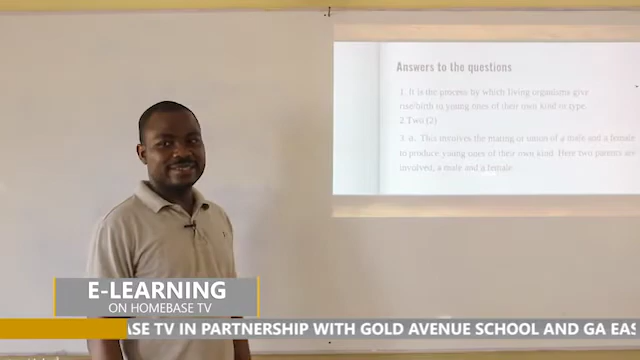 Answers to the questions
1. It is the process by which living organisms give
rise/birth to young ones of their own kind or type.
2 Two (2)
3. a. This involves the mating or union of a male and a female
to produce young ones of their own kind. Here two parents are
involved, a male and a female.
E-LEARNING
ON HOMEBASE TV
ASE TV IN PARTNERSHIP WITH GOLD AVENUE SCHOOL AND GA EAS